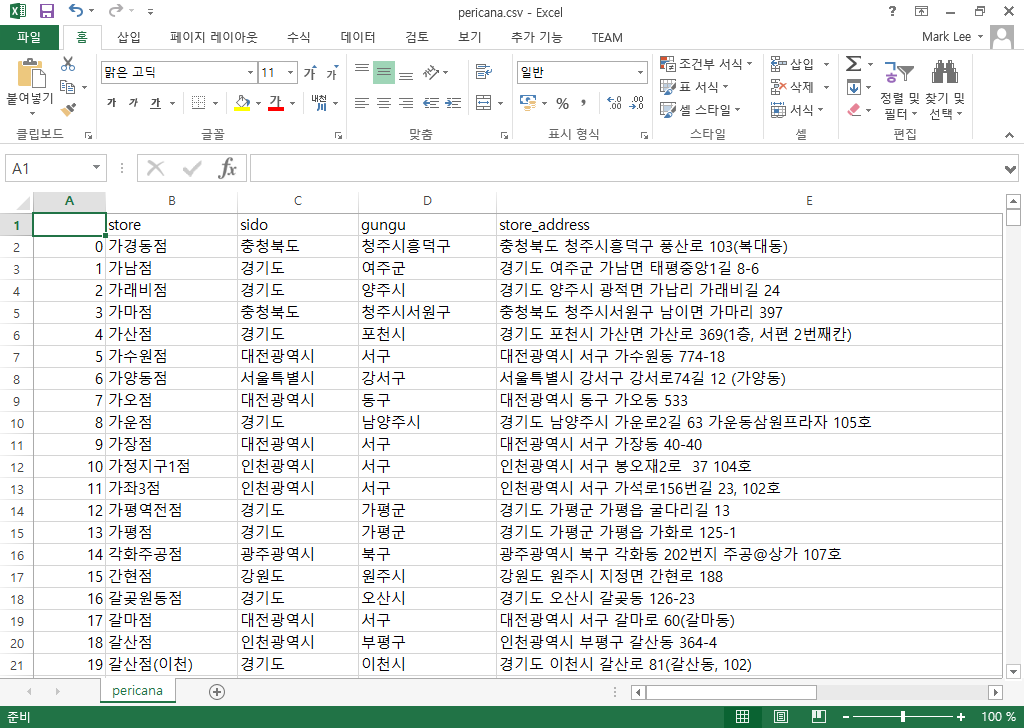 pericana.csv - Excel
파일 홈 삽입 페이지 레이아웃 수식 데이터 검토 보기 추가 기능 TEAM Mark Lee
붙여넣기
맑은 고딕 11 가 가
가 가 가 내천
일반
% ,
조건부 서식
표 서식
셀 스타일
삽입
삭제
서식
정렬 및 필터
찾기 및 선택
클립보드 글꼴 맞춤 표시 형식 스타일 셀 편집
A1 fx
A B C D E
1 store sido gungu store_address
2 0 가경동점 충청북도 청주시흥덕구 충청북도 청주시흥덕구 풍산로 103(복대동)
3 1 가남점 경기도 여주군 경기도 여주군 가남면 태평중앙1길 8-6
4 2 가래비점 경기도 양주시 경기도 양주시 광적면 가납리 가래비길 24
5 3 가마점 충청북도 청주시서원구 충청북도 청주시서원구 남이면 가마리 397
6 4 가산점 경기도 포천시 경기도 포천시 가산면 가산로 369(1층, 서편 2번째칸)
7 5 가수원점 대전광역시 서구 대전광역시 서구 가수원동 774-18
8 6 가양동점 서울특별시 강서구 서울특별시 강서구 강서로74길 12 (가양동)
9 7 가오점 대전광역시 동구 대전광역시 동구 가오동 533
10 8 가운점 경기도 남양주시 경기도 남양주시 가운로2길 63 가운동삼원프라자 105호
11 9 가장점 대전광역시 서구 대전광역시 서구 가장동 40-40
12 10 가정지구1점 인천광역시 서구 인천광역시 서구 봉오재2로  37 104호
13 11 가좌3점 인천광역시 서구 인천광역시 서구 가석로156번길 23, 102호
14 12 가평역전점 경기도 가평군 경기도 가평군 가평읍 굴다리길 13
15 13 가평점 경기도 가평군 경기도 가평군 가평읍 가화로 125-1
16 14 각화주공점 광주광역시 북구 광주광역시 북구 각화동 202번지 주공@상가 107호
17 15 간현점 강원도 원주시 강원도 원주시 지정면 간현로 188
18 16 갈곶원동점 경기도 오산시 경기도 오산시 갈곶동 126-23
19 17 갈마점 대전광역시 서구 대전광역시 서구 갈마로 60(갈마동)
20 18 갈산점 인천광역시 부평구 인천광역시 부평구 갈산동 364-4
21 19 갈산점(이천) 경기도 이천시 경기도 이천시 갈산로 81(갈산동, 102)
pericana
준비 100 %